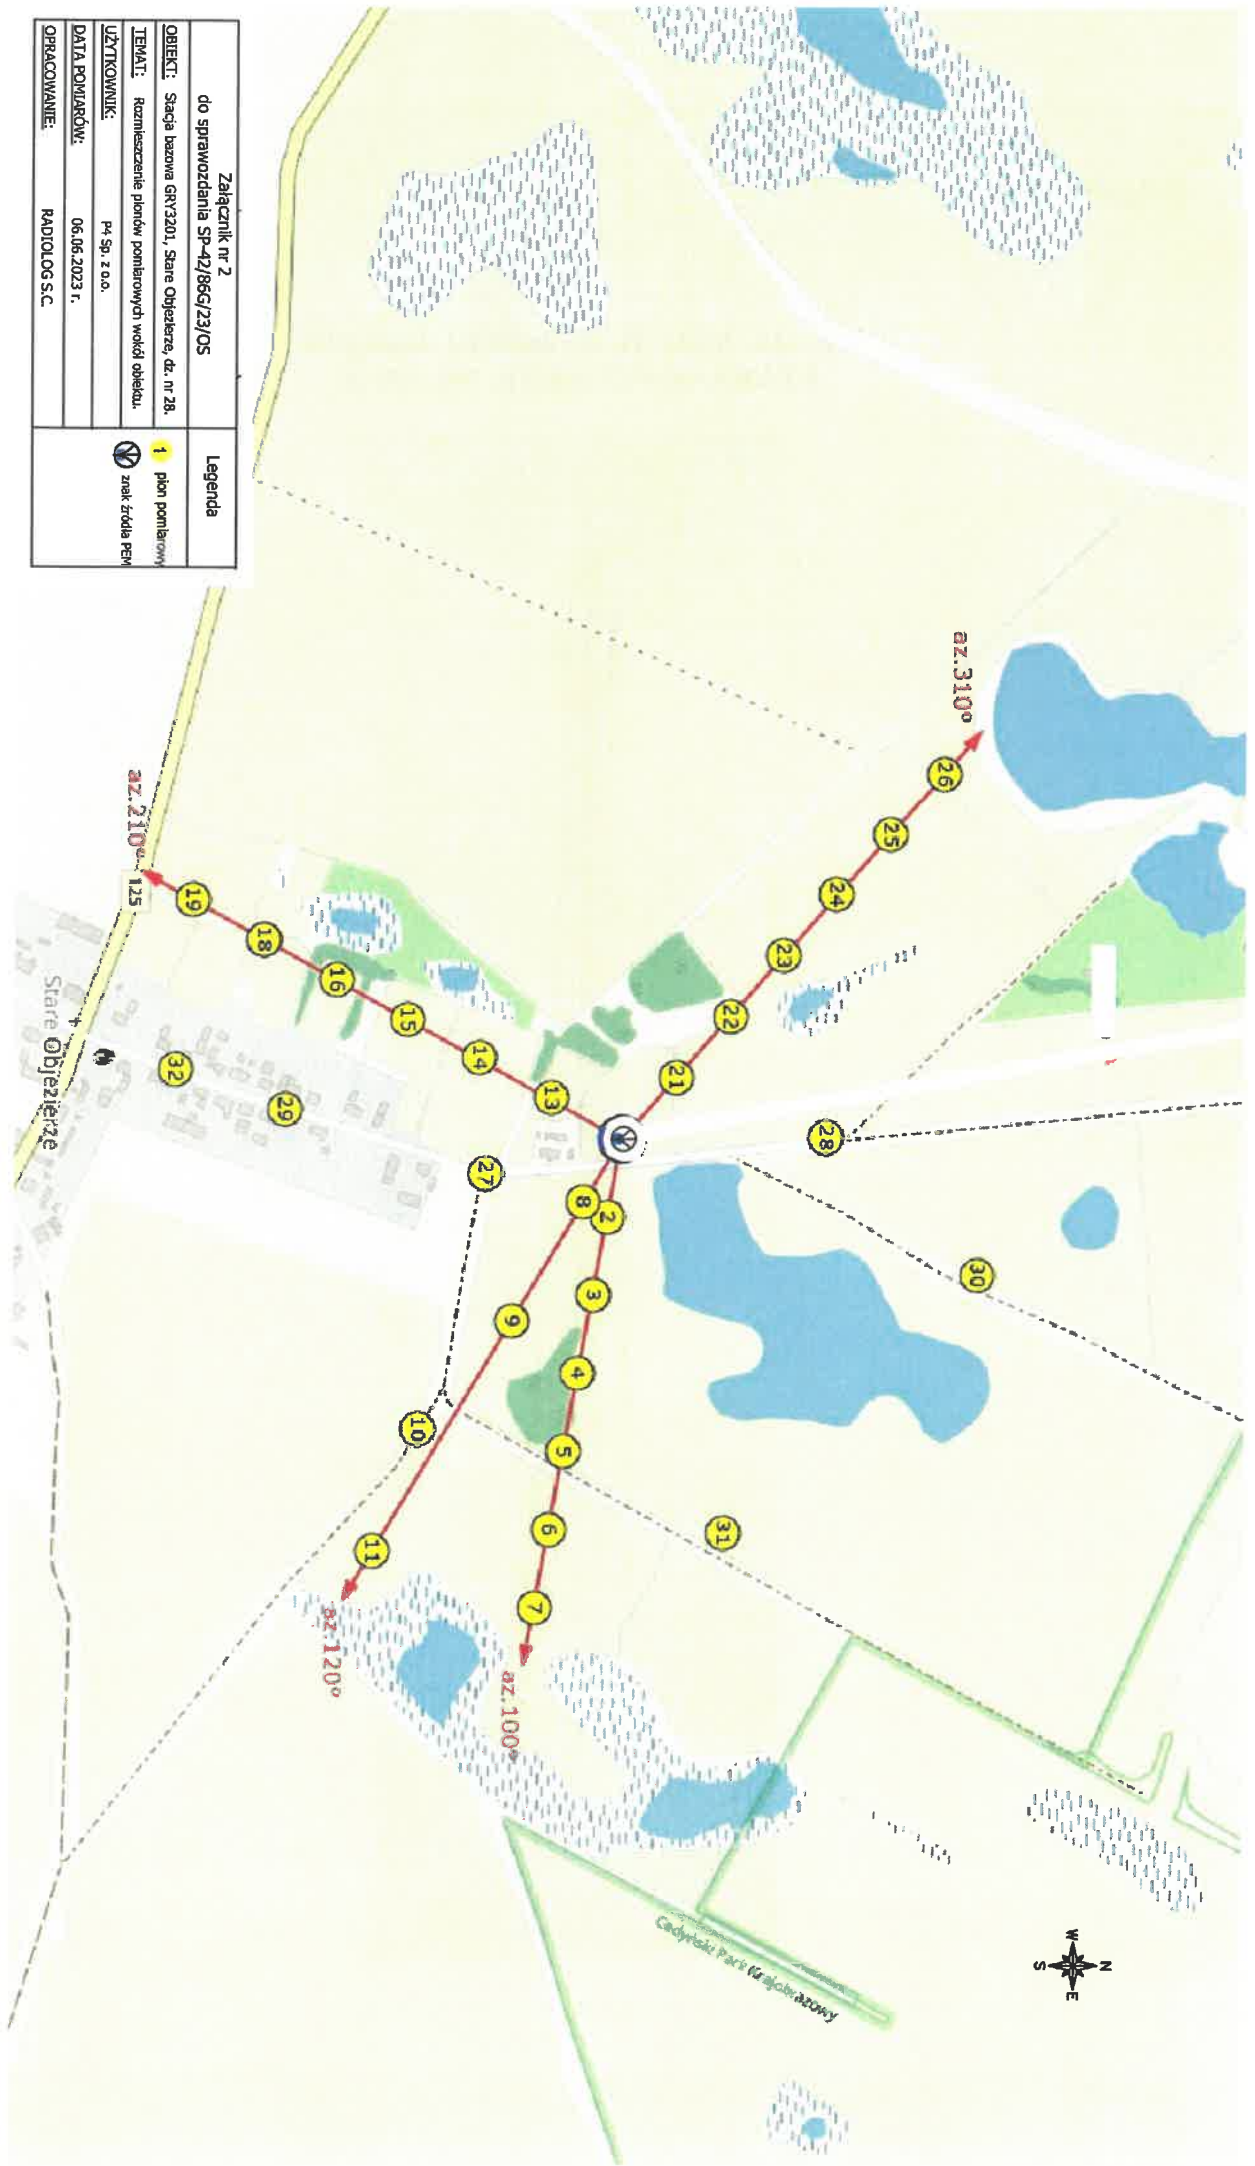 Załącznik nr 2
do sprawozdania SP-42/86G/23/OS
Legenda
OBIEKT: Stacja bazowa GRY3201, Stare Objezierze, dz. nr 28.
TEMAT: Rozmieszczenie pionów pomiarowych wokół obiektu.
UŻYTKOWNIK: P4 Sp. z o.o.
DATA POMIARÓW: 06.06.2023 r.
OPRACOWANIE: RADIOLOG S.C.
1 pion pomiarowy
znak źródła PEM
az.310°
26
25
24
23
22
21
28
30
31
2
3
4
5
6
7
az.100°
8
9
10
11
az.120°
27
13
14
15
16
18
19
az.210°
125
29
32
Stare Objezierze
Cedyński Park Krajobrazowy
N
W
E
S